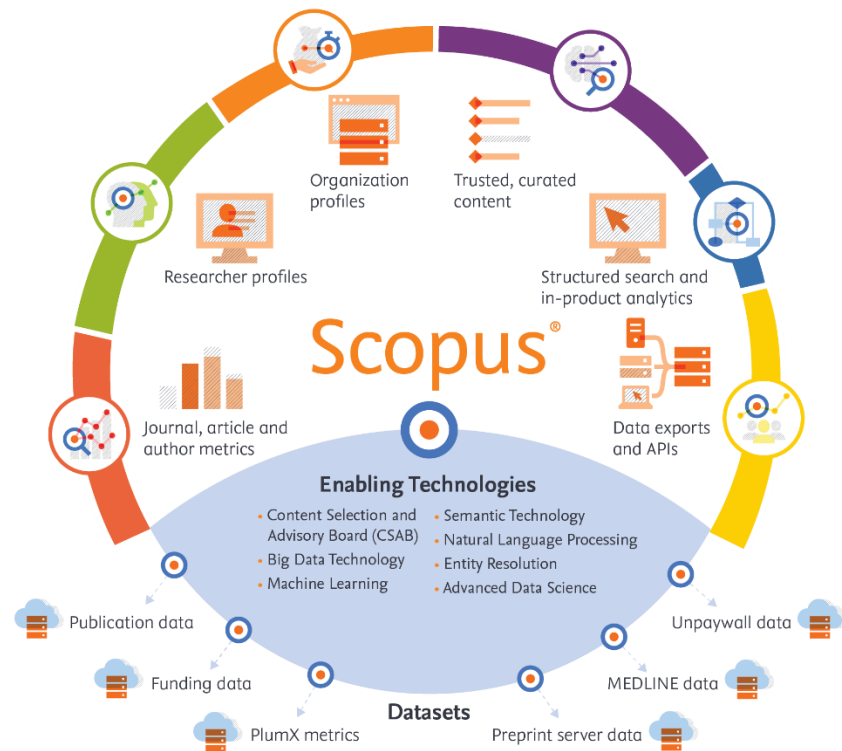 Organization
profiles
Trusted, curated
content
Researcher profiles
Structured search and
in-product analytics
Scopus®
Journal, article and
author metrics
Data exports
and APIs
Enabling Technologies
• Content Selection and
Advisory Board (CSAB)
• Big Data Technology
• Machine Learning
• Semantic Technology
• Natural Language Processing
• Entity Resolution
• Advanced Data Science
Publication data
Unpaywall data
Funding data
MEDLINE data
PlumX metrics
Datasets
Preprint server data